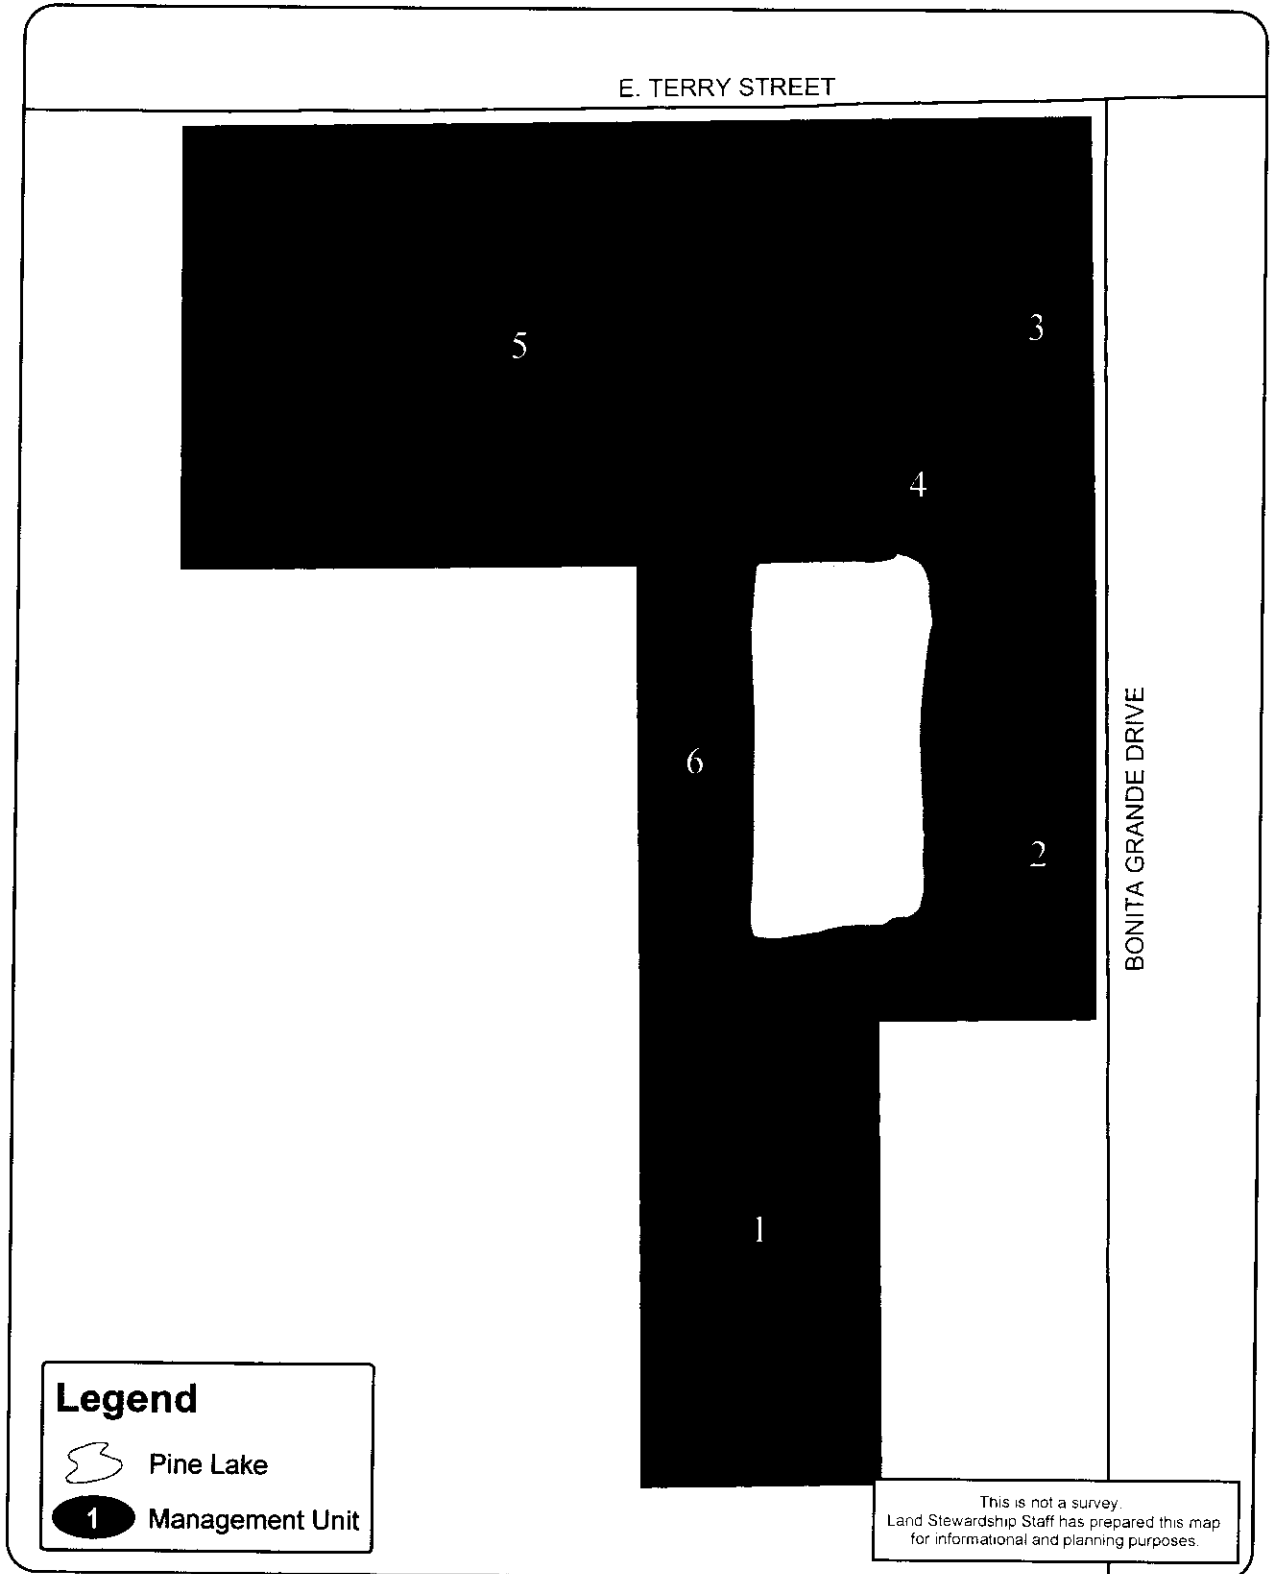 E. TERRY STREET
5
3
4
6
2
BONITA GRANDE DRIVE
1
Legend
Pine Lake
1 Management Unit
This is not a survey.
Land Stewardship Staff has prepared this map
for informational and planning purposes.